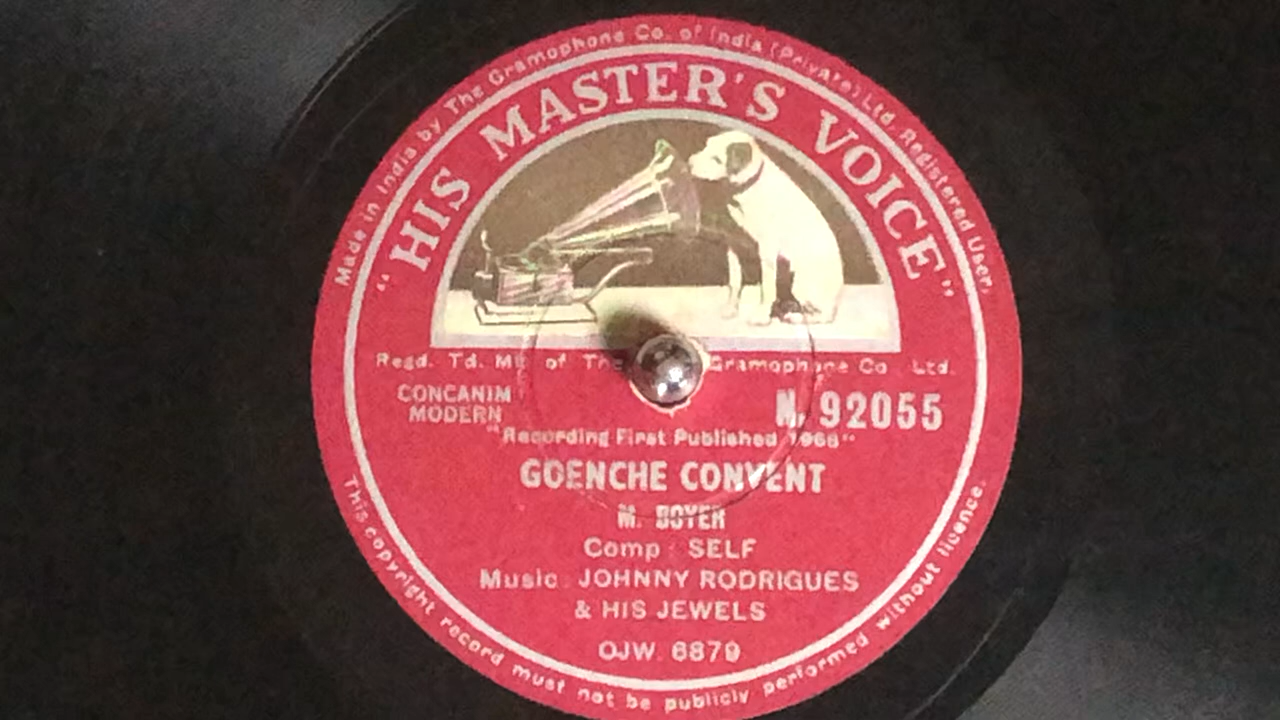 Made in India by The Gramophone Co. of India (Private) Ltd. Registered User.
"HIS MASTER'S VOICE"
Regd. Td. Mk of The Gramophone Co Ltd.
CONCANIM
MODERN
N. 92055
"Recording First Published
GOENCHE CONVENT
M. BOYER
Comp : SELF
Music : JOHNNY RODRIGUES
& HIS JEWELS
OJW. 6879
This copyright record must not be publicly performed without licence.